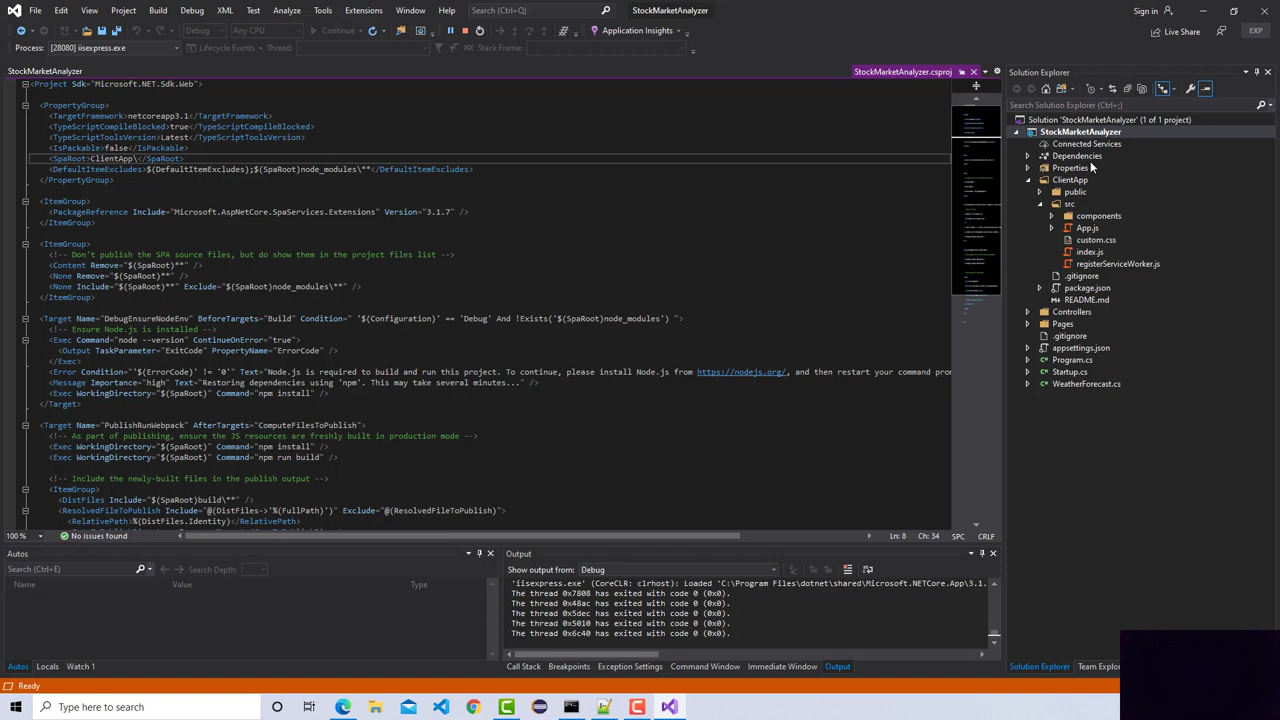 File Edit View Project Build Debug Test Analyze Tools Extensions Window Help Search (Ctrl+Q) StockMarketAnalyzer Sign in
Debug Any CPU Continue Application Insights Live Share EXP
Process: [28080] iisexpress.exe Lifecycle Events Thread: Stack Frame:
StockMarketAnalyzer StockMarketAnalyzer.csproj
<Project Sdk="Microsoft.NET.Sdk.Web">
<PropertyGroup>
<TargetFramework>netcoreapp3.1</TargetFramework>
<TypeScriptCompileBlocked>true</TypeScriptCompileBlocked>
<TypeScriptToolsVersion>Latest</TypeScriptToolsVersion>
<IsPackable>false</IsPackable>
<SpaRoot>ClientApp\</SpaRoot>
<DefaultItemExcludes>$(DefaultItemExcludes);$(SpaRoot)node_modules\**</DefaultItemExcludes>
</PropertyGroup>
<ItemGroup>
<PackageReference Include="Microsoft.AspNetCore.SpaServices.Extensions" Version="3.1.7" />
</ItemGroup>
<ItemGroup>
<!-- Don't publish the SPA source files, but do show them in the project files list -->
<Content Remove="$(SpaRoot)**" />
<None Remove="$(SpaRoot)**" />
<None Include="$(SpaRoot)**" Exclude="$(SpaRoot)node_modules\**" />
</ItemGroup>
<Target Name="DebugEnsureNodeEnv" BeforeTargets="Build" Condition=" '$(Configuration)' == 'Debug' And !Exists('$(SpaRoot)node_modules') ">
<!-- Ensure Node.js is installed -->
<Exec Command="node --version" ContinueOnError="true">
<Output TaskParameter="ExitCode" PropertyName="ErrorCode" />
</Exec>
<Error Condition="'$(ErrorCode)' != '0'" Text="Node.js is required to build and run this project. To continue, please install Node.js from https://nodejs.org/, and then restart your command prom
<Message Importance="high" Text="Restoring dependencies using 'npm'. This may take several minutes..." />
<Exec WorkingDirectory="$(SpaRoot)" Command="npm install" />
</Target>
<Target Name="PublishRunWebpack" AfterTargets="ComputeFilesToPublish">
<!-- As part of publishing, ensure the JS resources are freshly built in production mode -->
<Exec WorkingDirectory="$(SpaRoot)" Command="npm install" />
<Exec WorkingDirectory="$(SpaRoot)" Command="npm run build" />
<!-- Include the newly-built files in the publish output -->
<ItemGroup>
<DistFiles Include="$(SpaRoot)build\**" />
<ResolvedFileToPublish Include="@(DistFiles->'%(FullPath)')" Exclude="@(ResolvedFileToPublish)">
<RelativePath>%(DistFiles.Identity)</RelativePath>
100 % No issues found Ln: 8 Ch: 34 SPC CRLF
Solution Explorer
Search Solution Explorer (Ctrl+;)
Solution 'StockMarketAnalyzer' (1 of 1 project)
StockMarketAnalyzer
Connected Services
Dependencies
Properties
ClientApp
public
src
components
App.js
custom.css
index.js
registerServiceWorker.js
.gitignore
package.json
README.md
Controllers
Pages
.gitignore
appsettings.json
Program.cs
Startup.cs
WeatherForecast.cs
Autos
Search (Ctrl+E) Search Depth:
Name Value Type
Autos Locals Watch 1
Output
Show output from: Debug
'iisexpress.exe' (CoreCLR: clrhost): Loaded 'C:\Program Files\dotnet\shared\Microsoft.NETCore.App\3.1.
The thread 0x7808 has exited with code 0 (0x0).
The thread 0x48ac has exited with code 0 (0x0).
The thread 0x5dec has exited with code 0 (0x0).
The thread 0x5010 has exited with code 0 (0x0).
The thread 0x6c40 has exited with code 0 (0x0).
Call Stack Breakpoints Exception Settings Command Window Immediate Window Output
Solution Explorer Team Explo
Ready
Type here to search